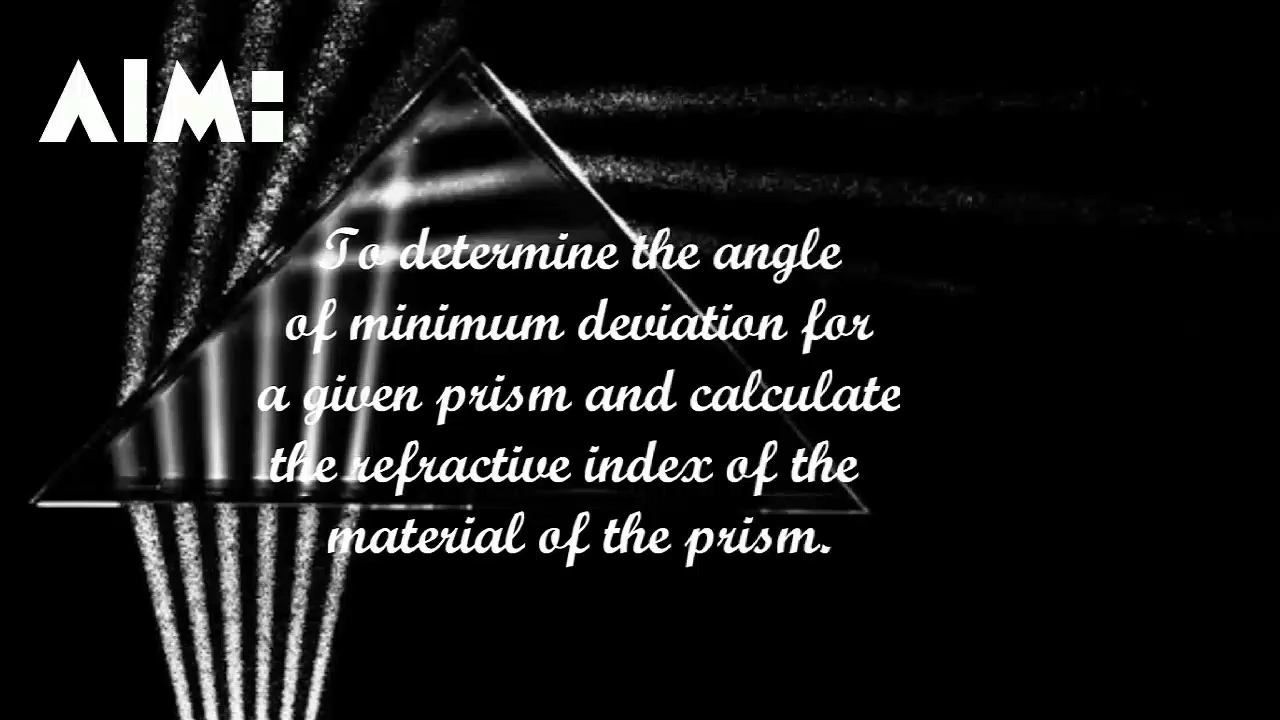 AIM:
To determine the angle
of minimum deviation for
a given prism and calculate
the refractive index of the
material of the prism.